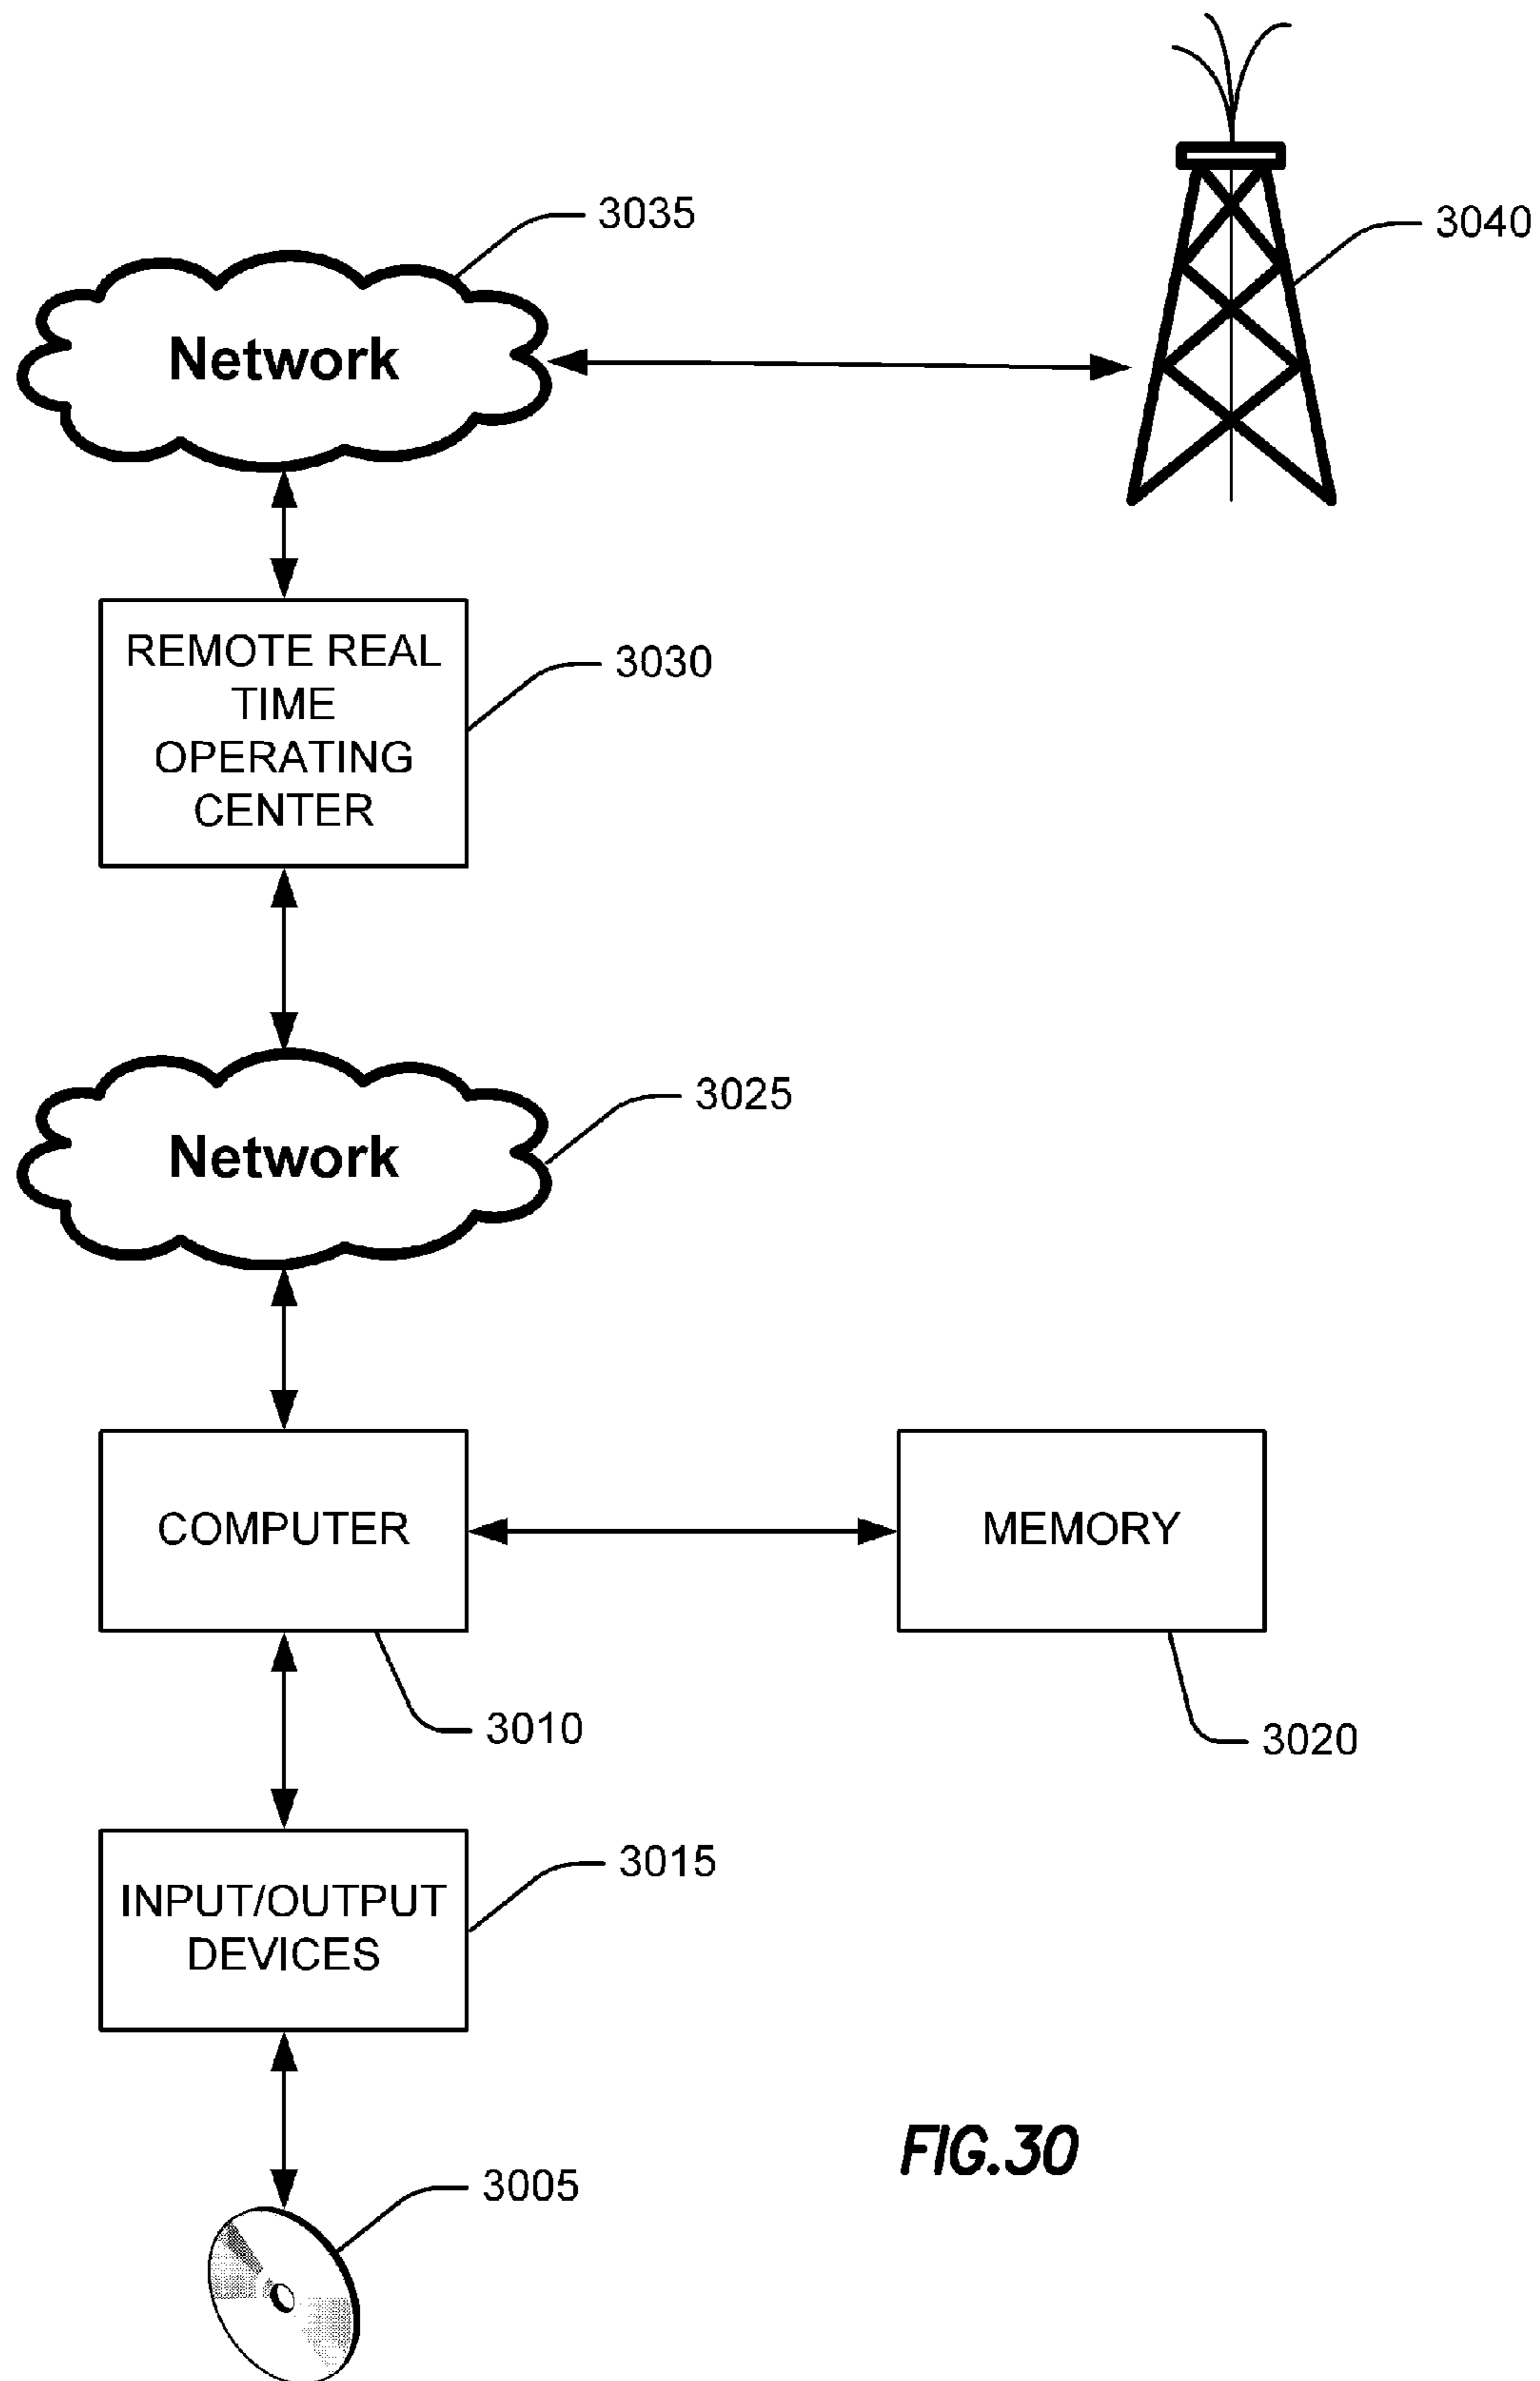 3035
3040
Network
REMOTE REAL
TIME
OPERATING
CENTER
3030
3025
Network
COMPUTER
MEMORY
3010
3020
3015
INPUT/OUTPUT
DEVICES
FIG.30
3005